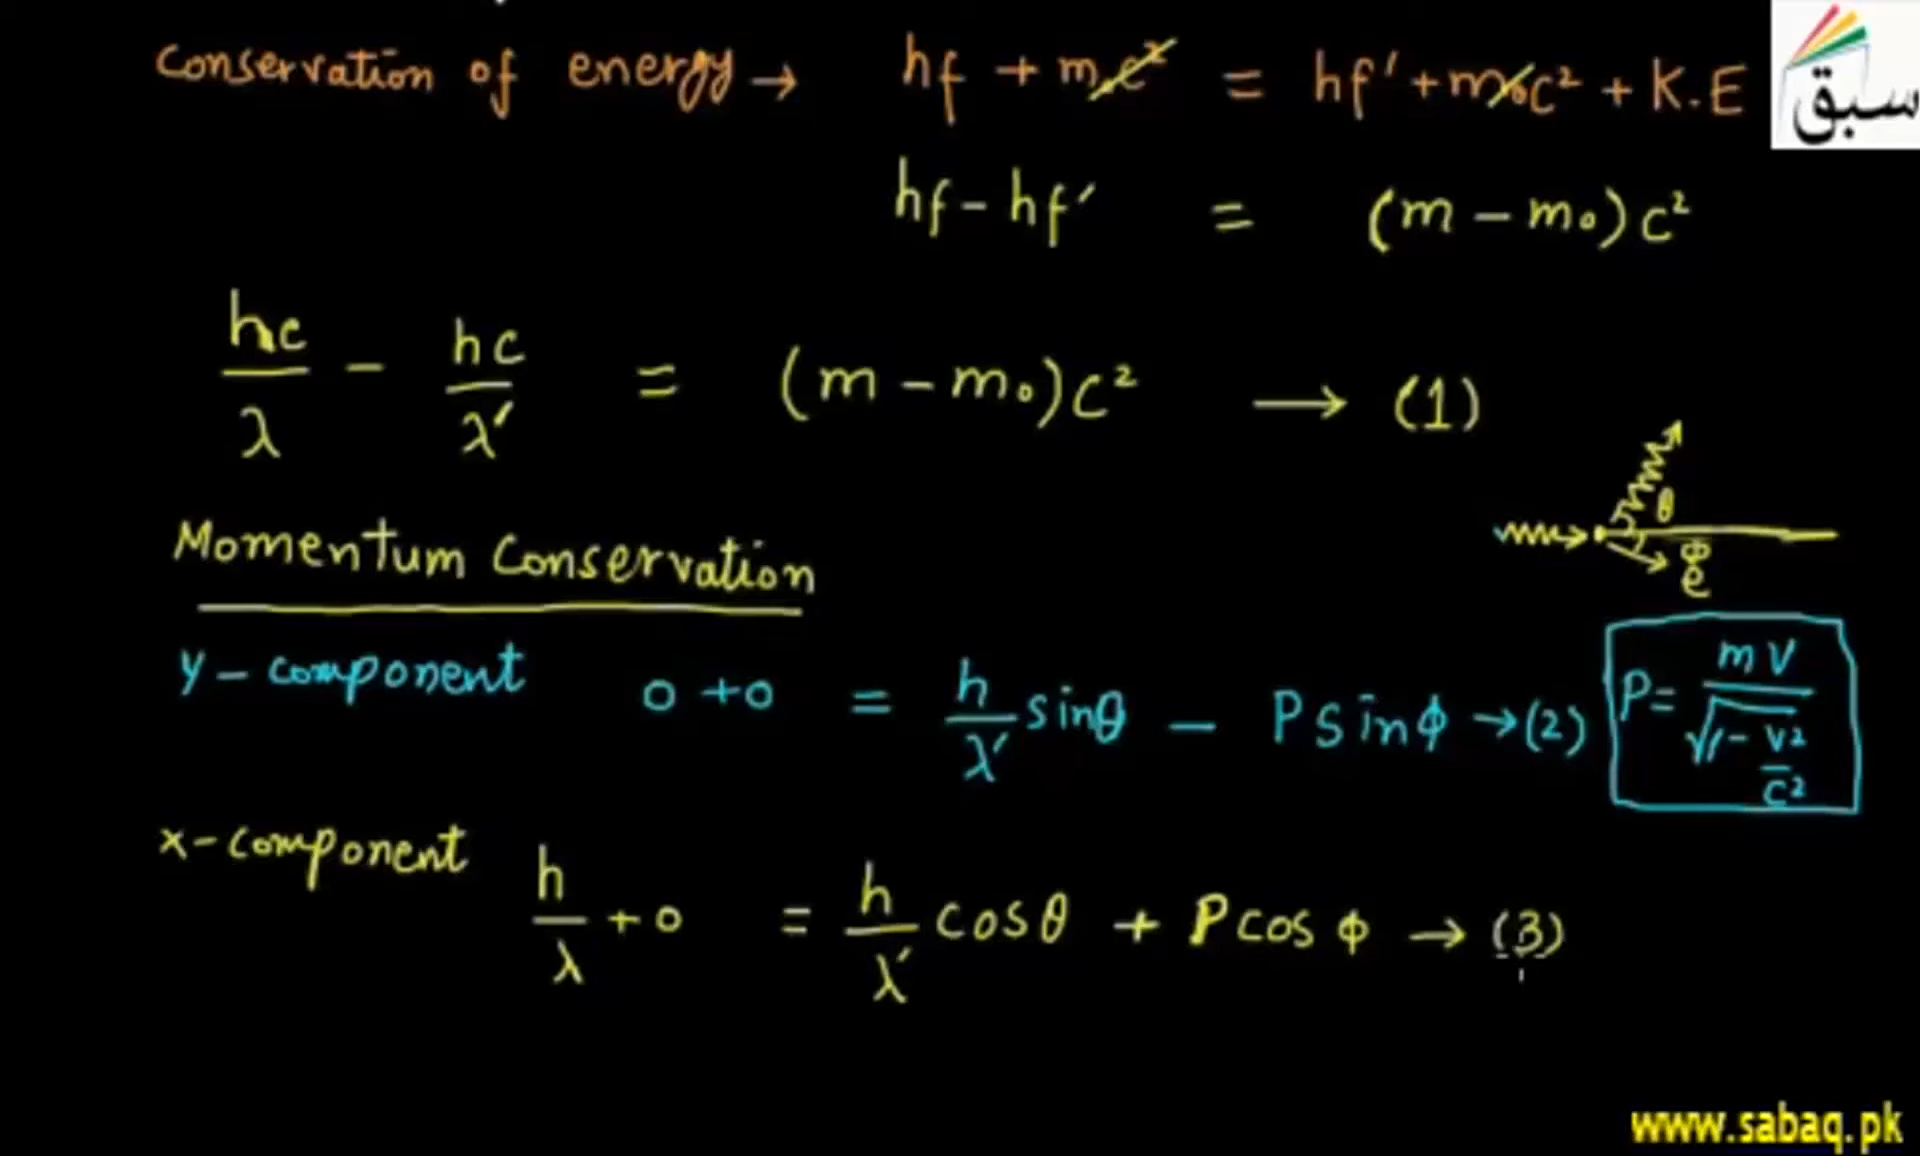 Conservation of energy → hf + m₀c² = hf' + m₀c² + K.E
سبق
hf - hf' = (m - m₀)c²
hc/λ - hc/λ' = (m - m₀)c² → (1)
θ
Φ
e
Momentum Conservation
y-component 0 + 0 = h/λ' sinθ - P sinϕ → (2)
P = mv/√1 - v²/c²
x-component h/λ + 0 = h/λ' cosθ + P cos ϕ → (3)
www.sabaq.pk